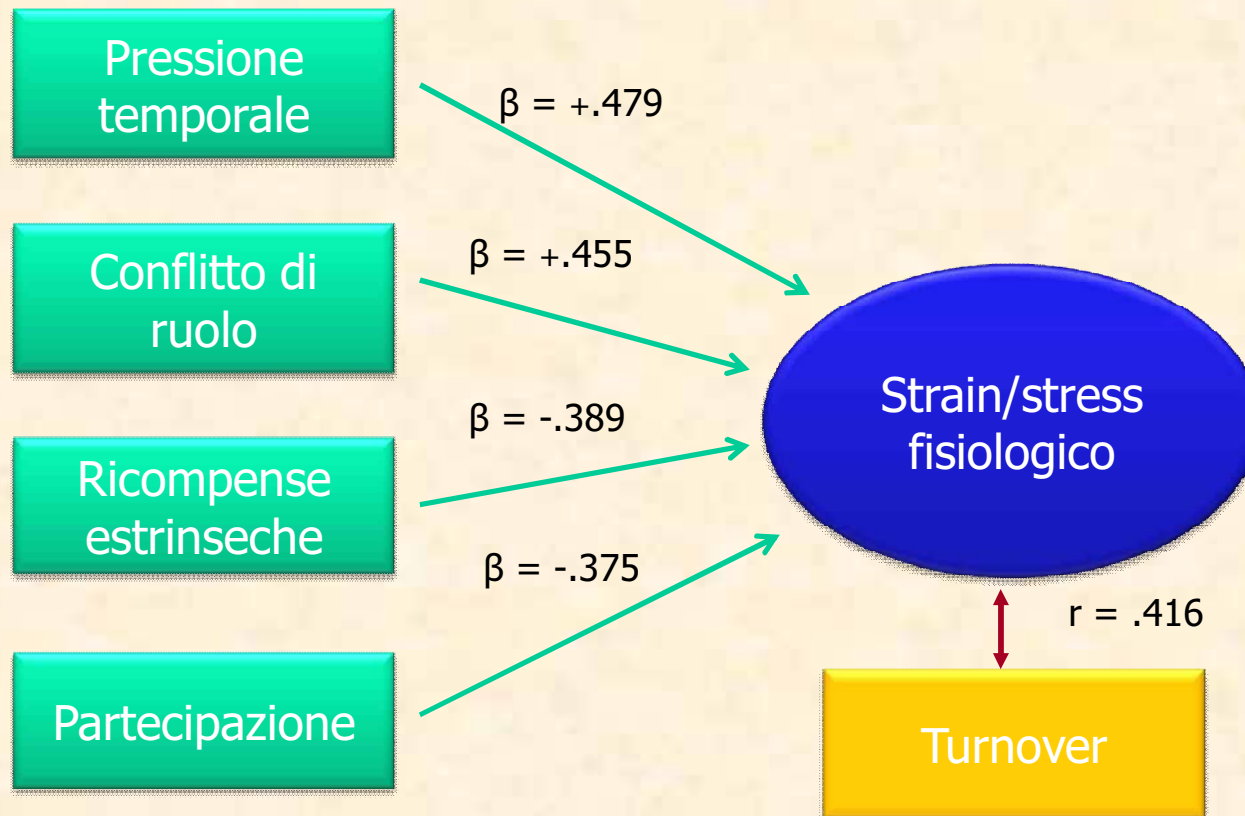 Pressione
temporale
β = +.479
Conflitto di
ruolo
β = +.455
Ricompense
estrinseche
β = -.389
Partecipazione
β = -.375
Strain/stress
fisiologico
r = .416
Turnover